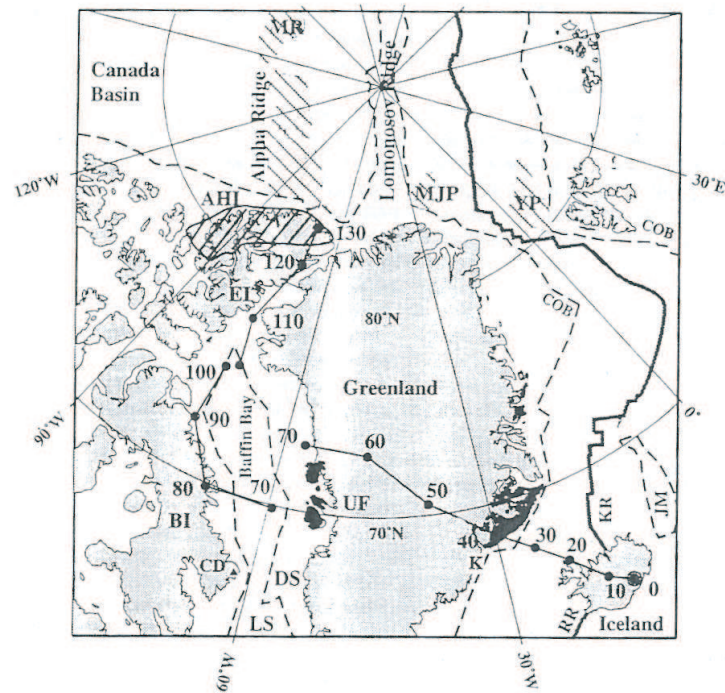 MR
Canada
Basin
Alpha Ridge
Lomonosov Ridge
120°W
30°E
AHI
MJP
YP
COB
130
120
EI
COB
110
80°N
100
Greenland
90
Baffin Bay
70
60
90°W
0°
80
70
UF
50
BI
70°N
40
30
20
KR
JM
CD
DS
K
10
0
LS
RR
Iceland
60°W
30°W